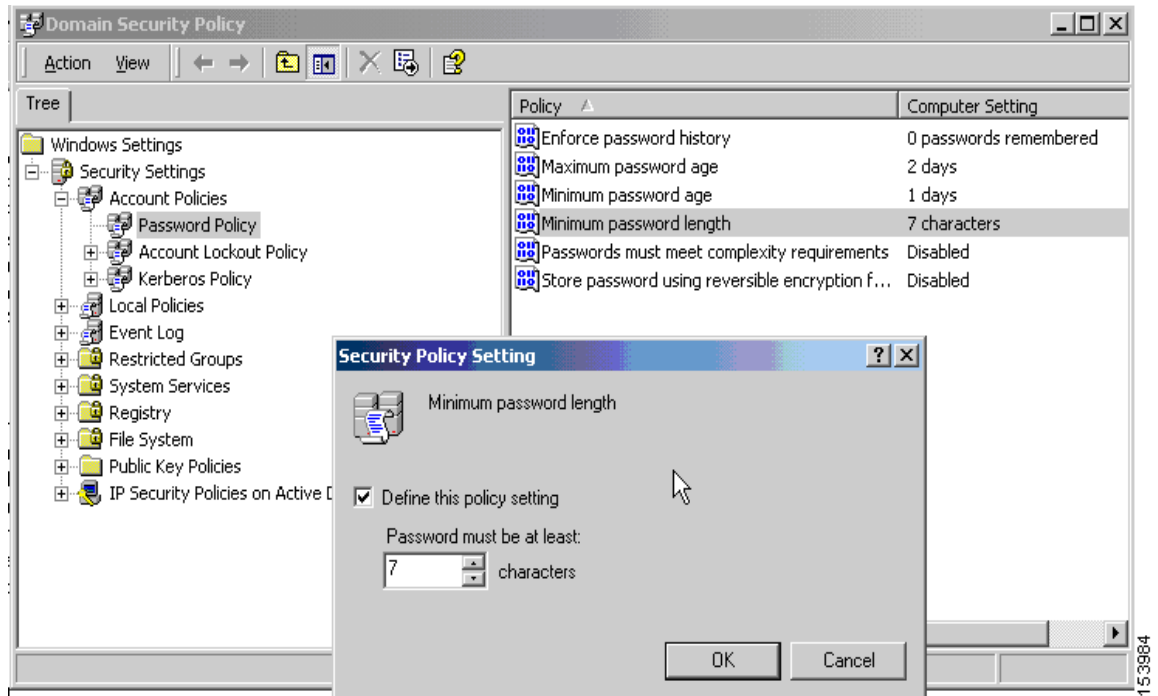 Domain Security Policy
Action View
Tree
Policy Computer Setting
Windows Settings
Security Settings
Account Policies
Password Policy
Account Lockout Policy
Kerberos Policy
Local Policies
Event Log
Restricted Groups
System Services
Registry
File System
Public Key Policies
IP Security Policies on Active D
Enforce password history 0 passwords remembered
Maximum password age 2 days
Minimum password age 1 days
Minimum password length 7 characters
Passwords must meet complexity requirements Disabled
Store password using reversible encryption f... Disabled
Security Policy Setting
Minimum password length
Define this policy setting
Password must be at least:
7 characters
OK Cancel
153984